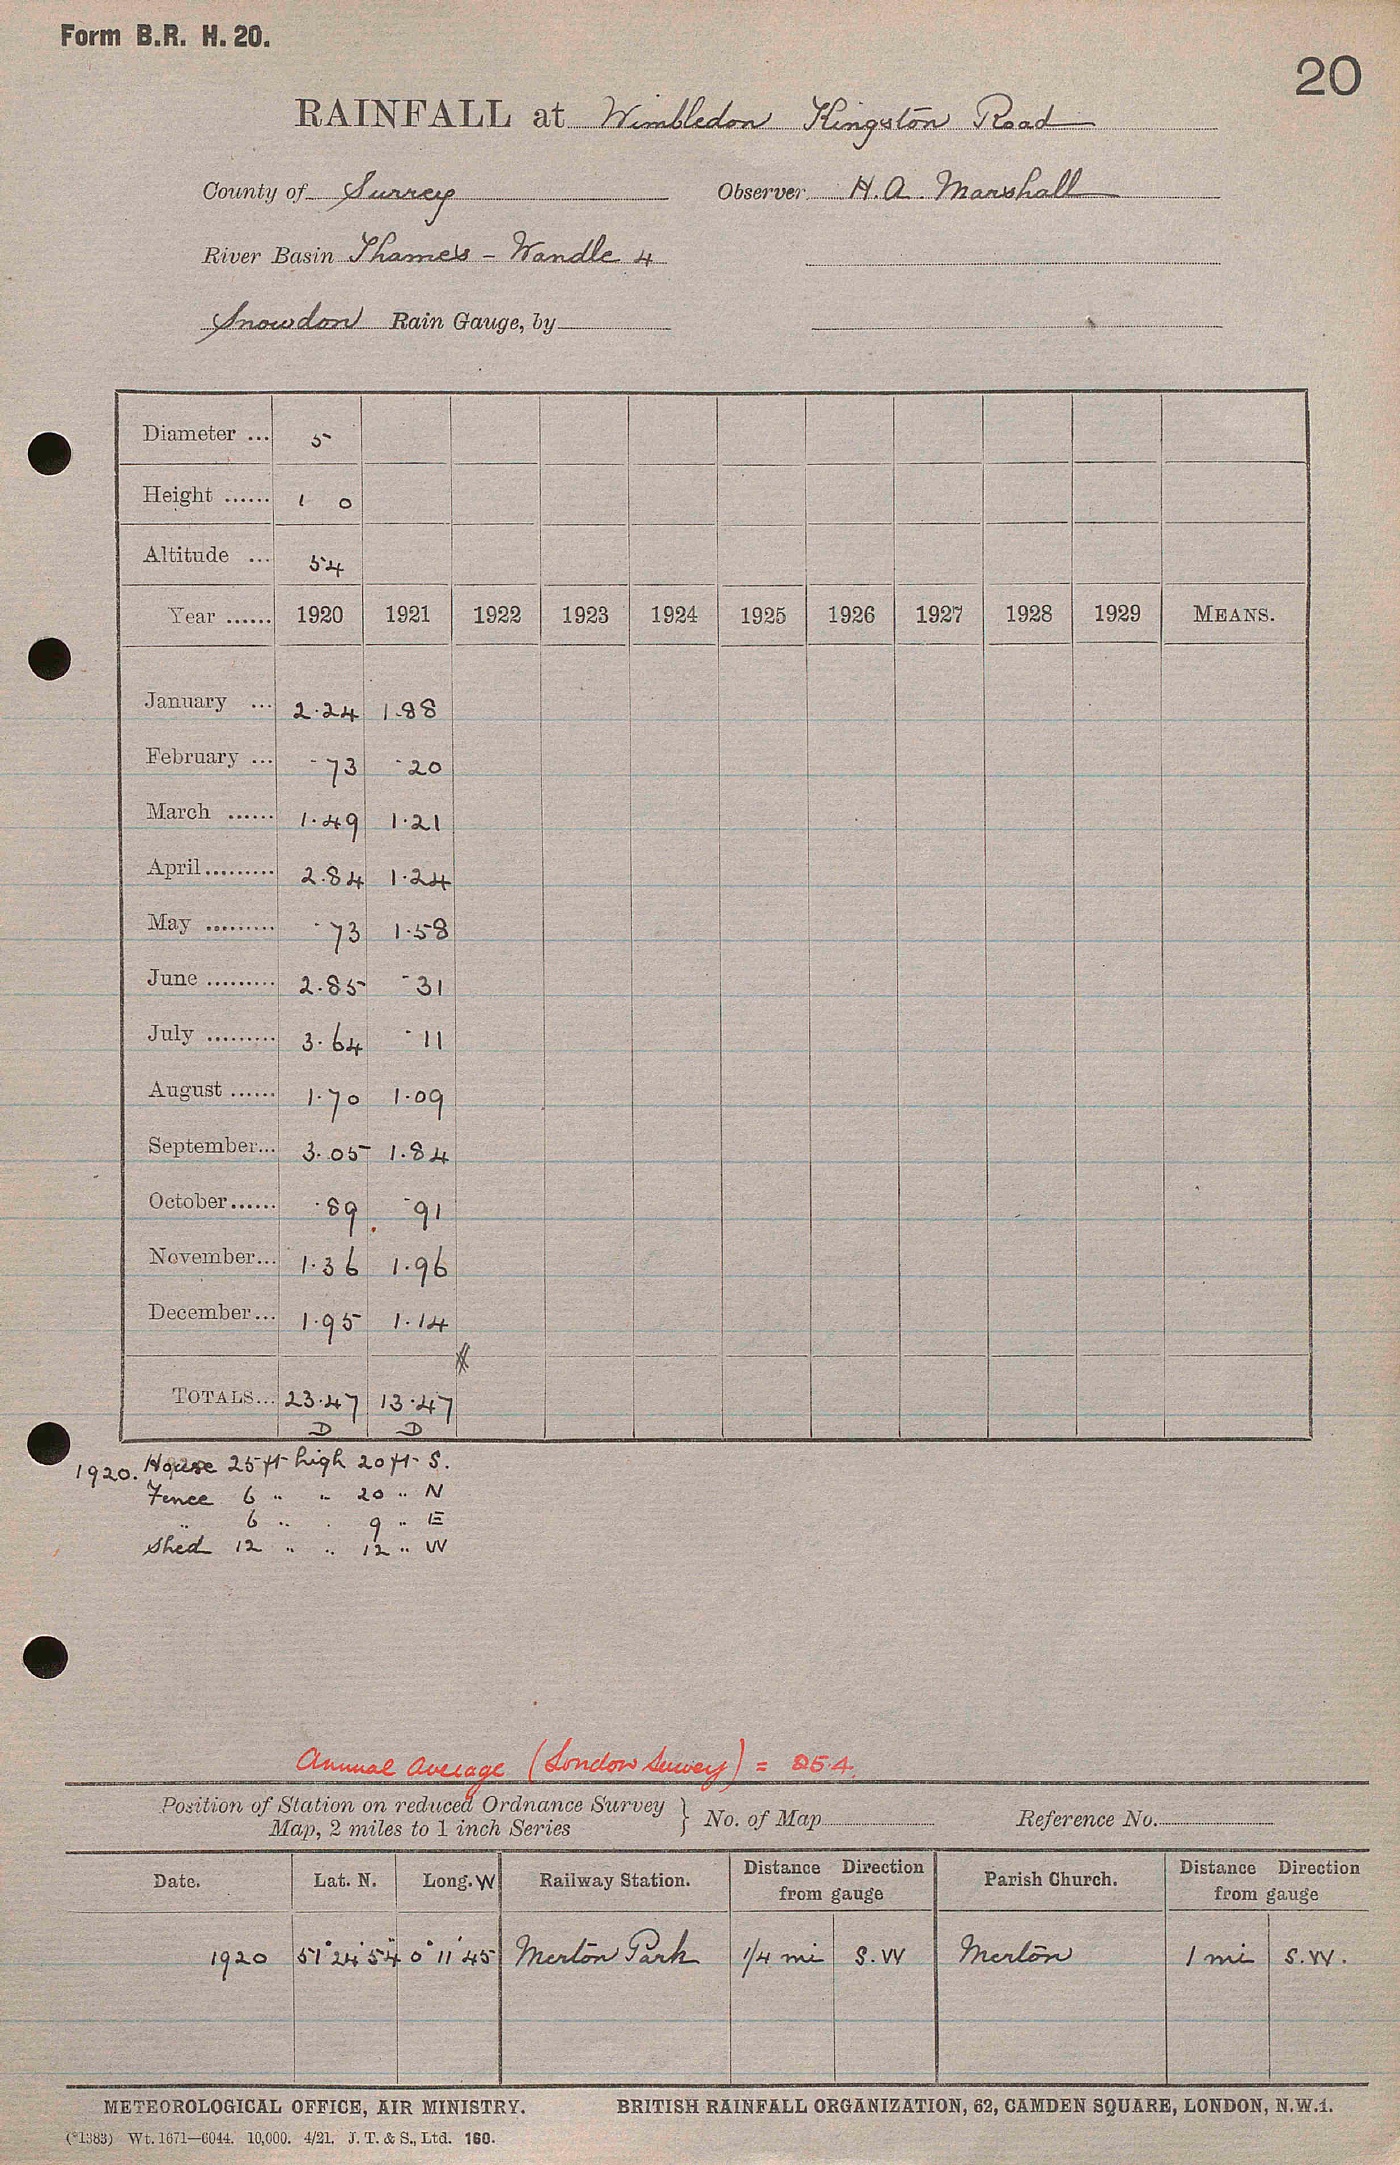 Form B.R. H. 20.
20
RAINFALL at Wimbledon Kingston Road
County of Surrey Observer H. A. Marshall
River Basin Thames - Wandle 4
Snowdon Rain Gauge, by
Diameter ... 5
Height ...... 1 0
Altitude ... 54
Year ...... 1920 1921 1922 1923 1924 1925 1926 1927 1928 1929 MEANS.
January ... 2.24 1.88
February ... .73 .20
March ...... 1.49 1.21
April ......... 2.84 1.24
May ......... .73 1.58
June ......... 2.85 .31
July ......... 3.64 .11
August ...... 1.70 1.09
September... 3.05 1.84
October...... .89 .91
November... 1.36 1.96
December... 1.95 1.14
TOTALS... 23.47 13.47
D D
1920. House 25 ft high 20 ft S.
Fence 6 " " 20 " N
" 6 " " 9 " E
Shed 12 " " 12 " W
Annual Average (London Survey) = 25.4.
Position of Station on reduced Ordnance Survey
Map, 2 miles to 1 inch Series } No. of Map Reference No.
Date. Lat. N. Long. W Railway Station. Distance Direction from gauge Parish Church. Distance Direction from gauge
1920 51° 24' 54" 0° 11' 45 Merton Park 1/4 mi S.W Merton 1 mi S.W.
METEOROLOGICAL OFFICE, AIR MINISTRY. BRITISH RAINFALL ORGANIZATION, 62, CAMDEN SQUARE, LONDON, N.W.1.
(*1383) Wt. 1671—6044. 10,000. 4/21. J. T. & S., Ltd. 160.